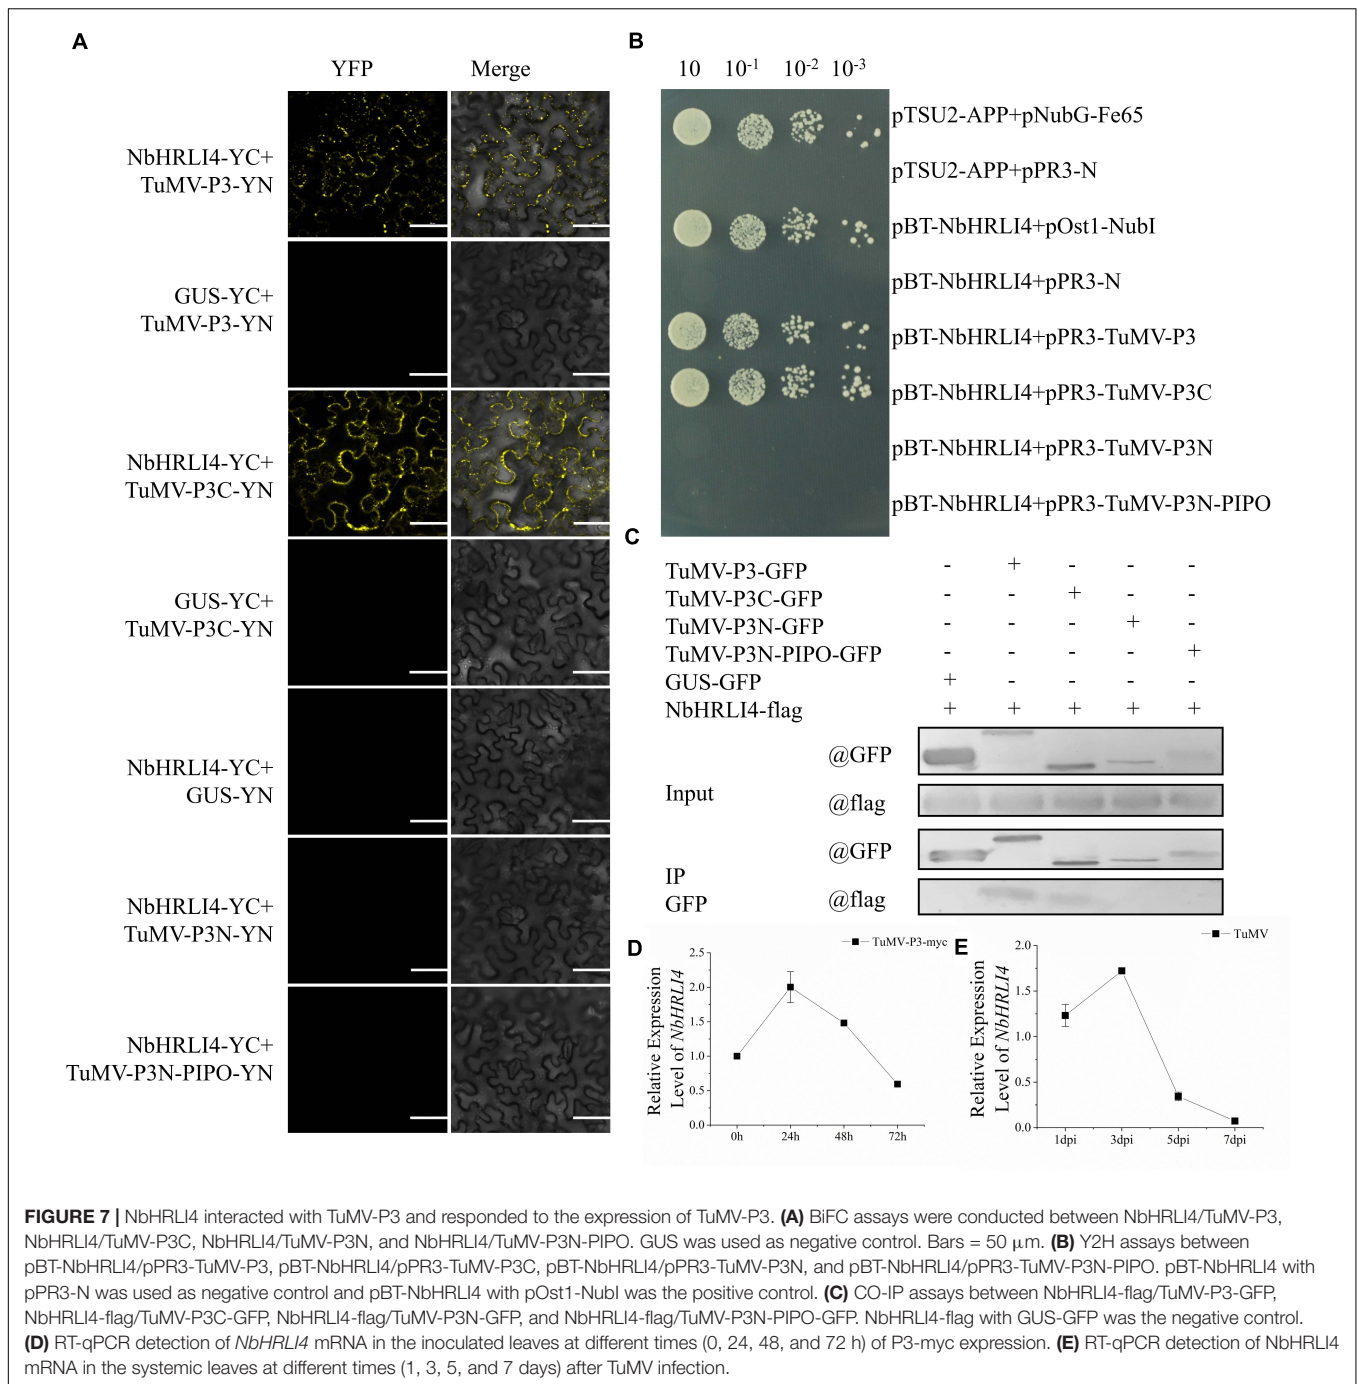 A
YFP Merge
NbHRLI4-YC+
TuMV-P3-YN
GUS-YC+
TuMV-P3-YN
NbHRLI4-YC+
TuMV-P3C-YN
GUS-YC+
TuMV-P3C-YN
NbHRLI4-YC+
GUS-YN
NbHRLI4-YC+
TuMV-P3N-YN
NbHRLI4-YC+
TuMV-P3N-PIPO-YN
B
10 10-1 10-2 10-3
pTSU2-APP+pNubG-Fe65
pTSU2-APP+pPR3-N
pBT-NbHRLI4+pOst1-NubI
pBT-NbHRLI4+pPR3-N
pBT-NbHRLI4+pPR3-TuMV-P3
pBT-NbHRLI4+pPR3-TuMV-P3C
pBT-NbHRLI4+pPR3-TuMV-P3N
pBT-NbHRLI4+pPR3-TuMV-P3N-PIPO
C
TuMV-P3-GFP - + - - -
TuMV-P3C-GFP - - + - -
TuMV-P3N-GFP - - - + -
TuMV-P3N-PIPO-GFP - - - - +
GUS-GFP + - - - -
NbHRLI4-flag + + + + +
Input
@GFP
@flag
IP
GFP
@GFP
@flag
D
TuMV-P3-myc
Relative Expression
Level of NbHRLI4
2.5
2.0
1.5
1.0
0.5
0.0
0h 24h 48h 72h
E
TuMV
Relative Expression
Level of NbHRLI4
2.0
1.5
1.0
0.5
0.0
1dpi 3dpi 5dpi 7dpi
FIGURE 7 | NbHRLI4 interacted with TuMV-P3 and responded to the expression of TuMV-P3. (A) BiFC assays were conducted between NbHRLI4/TuMV-P3,
NbHRLI4/TuMV-P3C, NbHRLI4/TuMV-P3N, and NbHRLI4/TuMV-P3N-PIPO. GUS was used as negative control. Bars = 50 μm. (B) Y2H assays between
pBT-NbHRLI4/pPR3-TuMV-P3, pBT-NbHRLI4/pPR3-TuMV-P3C, pBT-NbHRLI4/pPR3-TuMV-P3N, and pBT-NbHRLI4/pPR3-TuMV-P3N-PIPO. pBT-NbHRLI4 with
pPR3-N was used as negative control and pBT-NbHRLI4 with pOst1-NubI was the positive control. (C) CO-IP assays between NbHRLI4-flag/TuMV-P3-GFP,
NbHRLI4-flag/TuMV-P3C-GFP, NbHRLI4-flag/TuMV-P3N-GFP, and NbHRLI4-flag/TuMV-P3N-PIPO-GFP. NbHRLI4-flag with GUS-GFP was the negative control.
(D) RT-qPCR detection of NbHRLI4 mRNA in the inoculated leaves at different times (0, 24, 48, and 72 h) of P3-myc expression. (E) RT-qPCR detection of NbHRLI4
mRNA in the systemic leaves at different times (1, 3, 5, and 7 days) after TuMV infection.